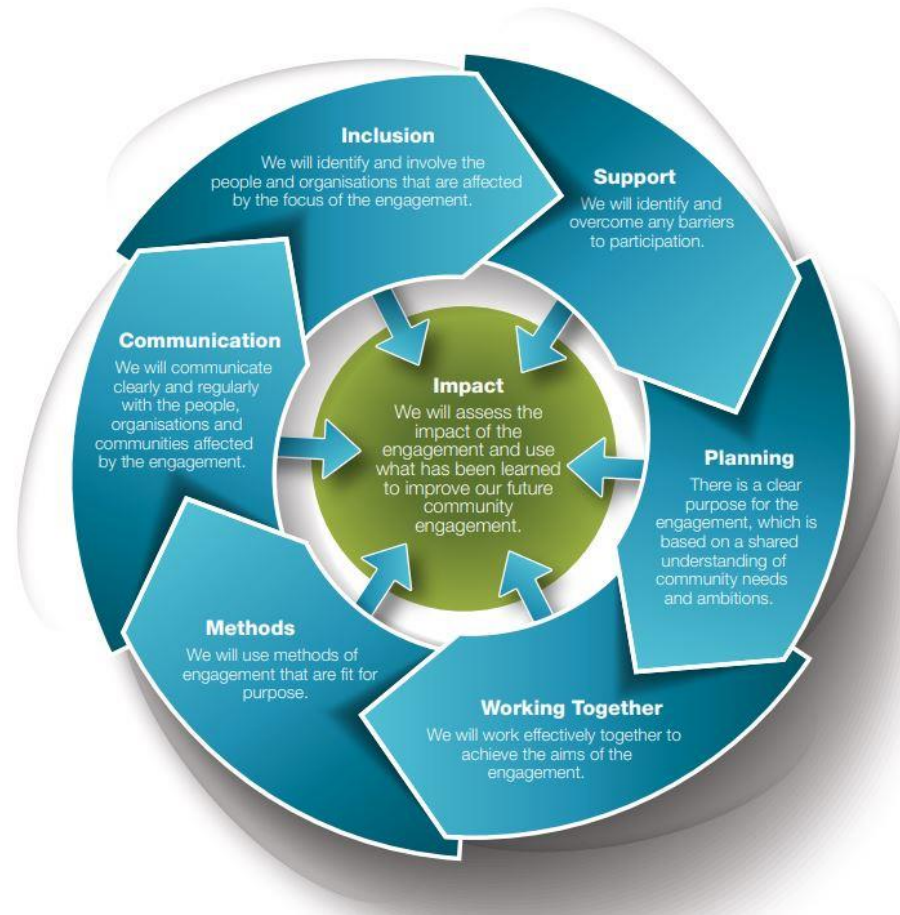 Inclusion
We will identify and involve the
people and organisations that are affected
by the focus of the engagement.
Support
We will identify and
overcome any barriers
to participation.
Planning
There is a clear
purpose for the
engagement, which is
based on a shared
understanding of
community needs
and ambitions.
Working Together
We will work effectively together to
achieve the aims of the
engagement.
Methods
We will use methods of
engagement that are fit for
purpose.
Communication
We will communicate
clearly and regularly
with the people,
organisations and
communities affected
by the engagement.
Impact
We will assess the
impact of the
engagement and use
what has been learned
to improve our future
community
engagement.